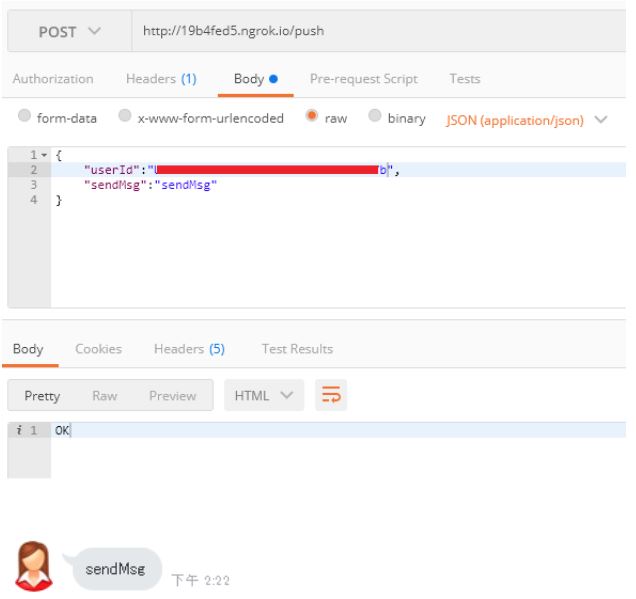 POST http://19b4fed5.ngrok.io/push
Authorization Headers (1) Body Pre-request Script Tests
form-data x-www-form-urlencoded raw binary JSON (application/json)
1 {
2 "userId":" b",
3 "sendMsg":"sendMsg"
4 }
Body Cookies Headers (5) Test Results
Pretty Raw Preview HTML
i 1 OK
sendMsg 下午 2:22